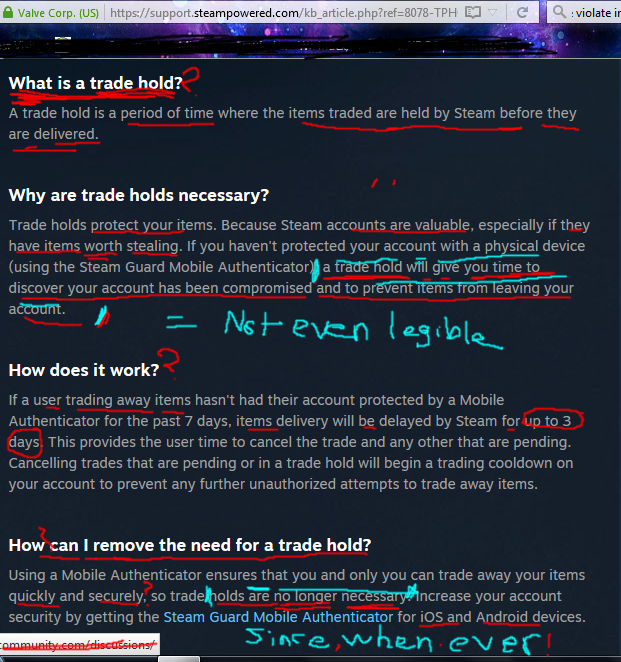 Valve Corp. (US)
https://support.steampowered.com/kb_article.php?ref=8078-TPH
: violate in
What is a trade hold?
?
A trade hold is a period of time where the items traded are held by Steam before they
are delivered.
Why are trade holds necessary?
Trade holds protect your items. Because Steam accounts are valuable, especially if they
have items worth stealing. If you haven't protected your account with a physical device
(using the Steam Guard Mobile Authenticator), a trade hold will give you time to
discover your account has been compromised and to prevent items from leaving your
account.
= Not even legible
How does it work?
?
If a user trading away items hasn't had their account protected by a Mobile
Authenticator for the past 7 days, items delivery will be delayed by Steam for up to 3
days. This provides the user time to cancel the trade and any other that are pending.
Cancelling trades that are pending or in a trade hold will begin a trading cooldown on
your account to prevent any further unauthorized attempts to trade away items.
How can I remove the need for a trade hold?
Using a Mobile Authenticator ensures that you and only you can trade away your items
quickly and securely, so trade holds are no longer necessary. Increase your account
security by getting the Steam Guard Mobile Authenticator for iOS and Android devices.
community.com/discussions/
Since, when ever!